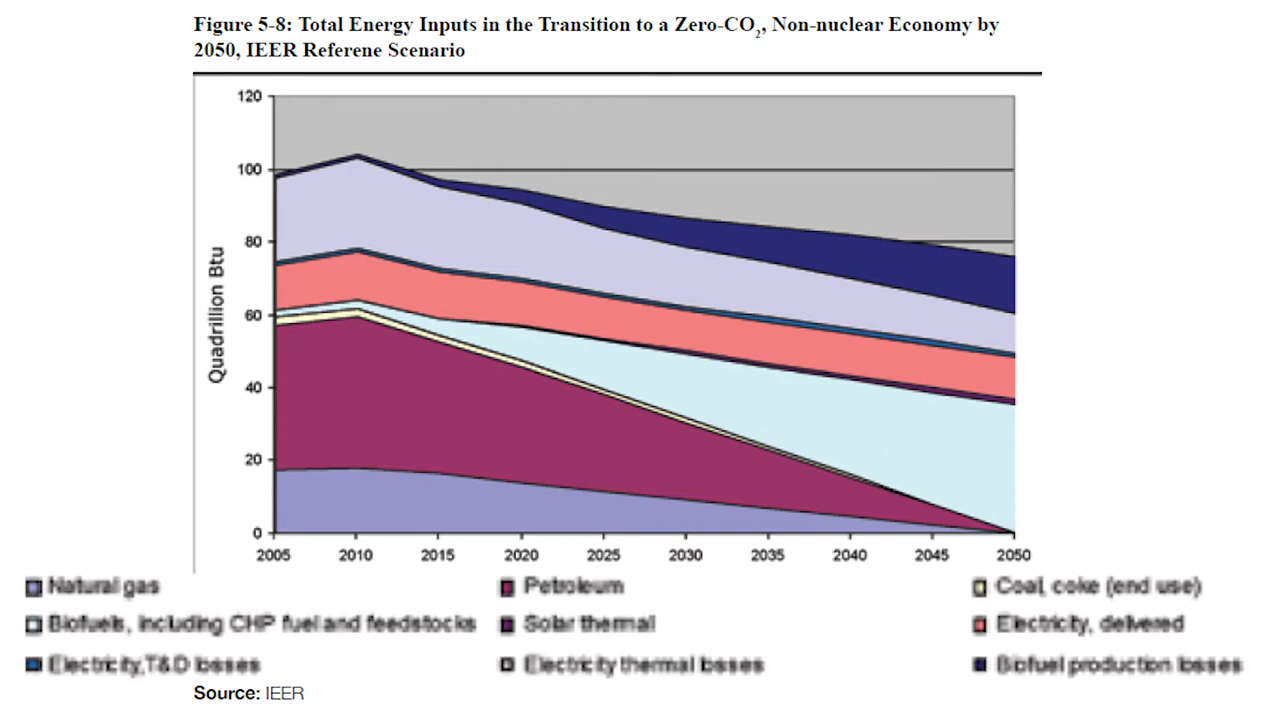 Figure 5-8: Total Energy Inputs in the Transition to a Zero-CO₂, Non-nuclear Economy by
2050, IEER Referene Scenario
120
100
80
60
40
20
0
Quadrillion Btu
2005 2010 2015 2020 2025 2030 2035 2040 2045 2050
Natural gas Petroleum Coal, coke (end use)
Biofuels, including CHP fuel and feedstocks Solar thermal Electricity, delivered
Electricity,T&D losses Electricity thermal losses Biofuel production losses
Source: IEER